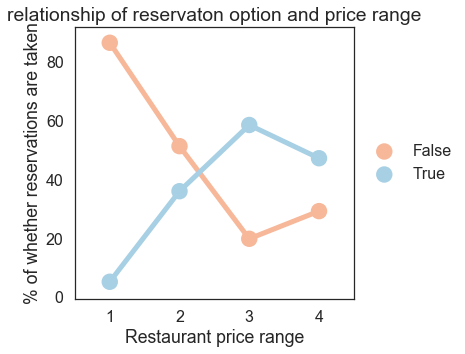 relationship of reservaton option and price range
% of whether reservations are taken
80
60
40
20
0
1 2 3 4
Restaurant price range
False
True